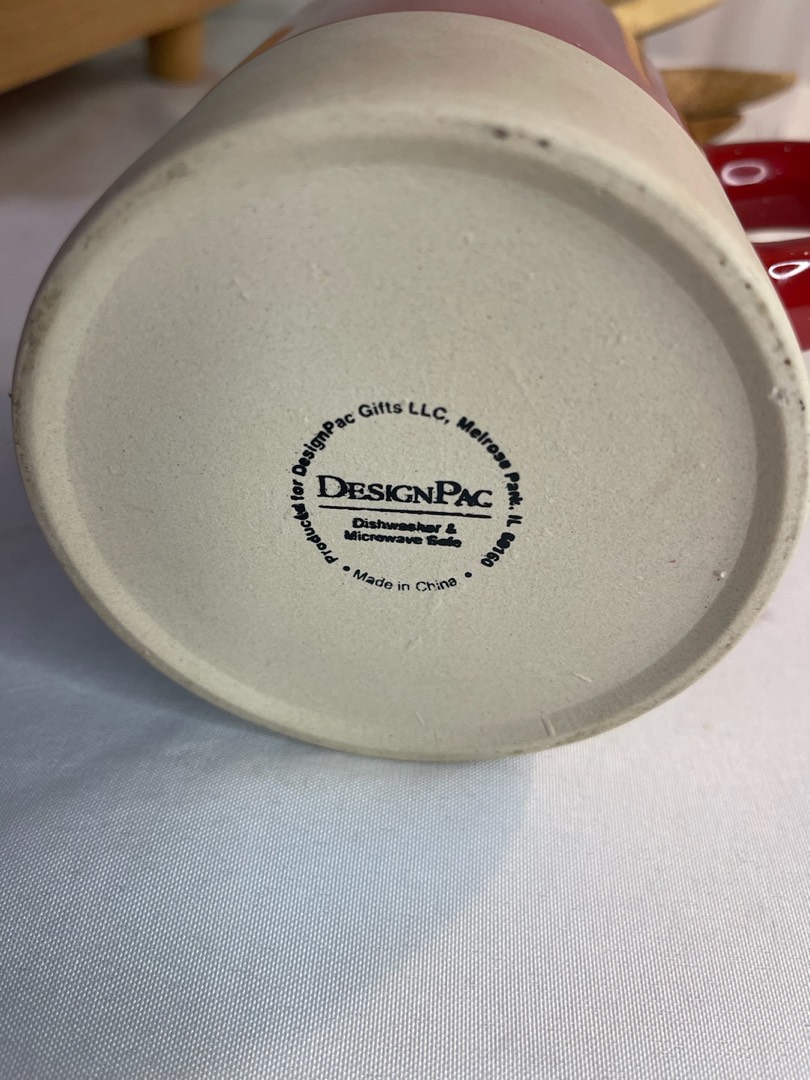 Produced for DesignPac Gifts LLC, Melrose Park, IL 60160
DESIGNPAC
Dishwasher &
Microwave Safe
• Made in China •